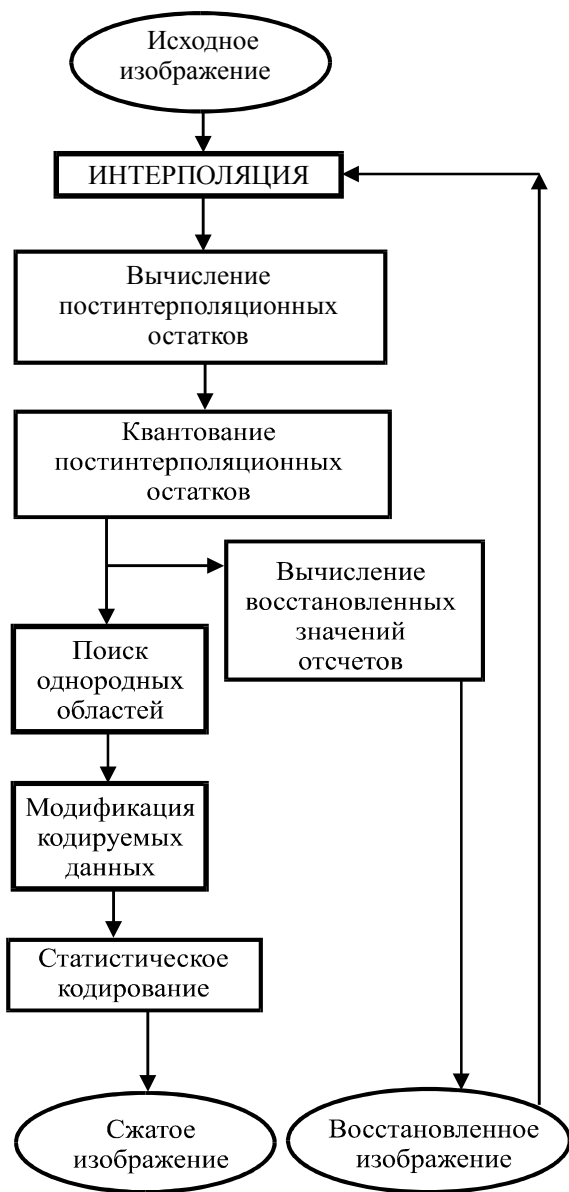 Исходное
изображение
ИНТЕРПОЛЯЦИЯ
Вычисление
постинтерполяционных
остатков
Квантование
постинтерполяционных
остатков
Вычисление
восстановленных
значений
отсчетов
Поиск
однородных
областей
Модификация
кодируемых
данных
Статистическое
кодирование
Сжатое
изображение
Восстановленное
изображение